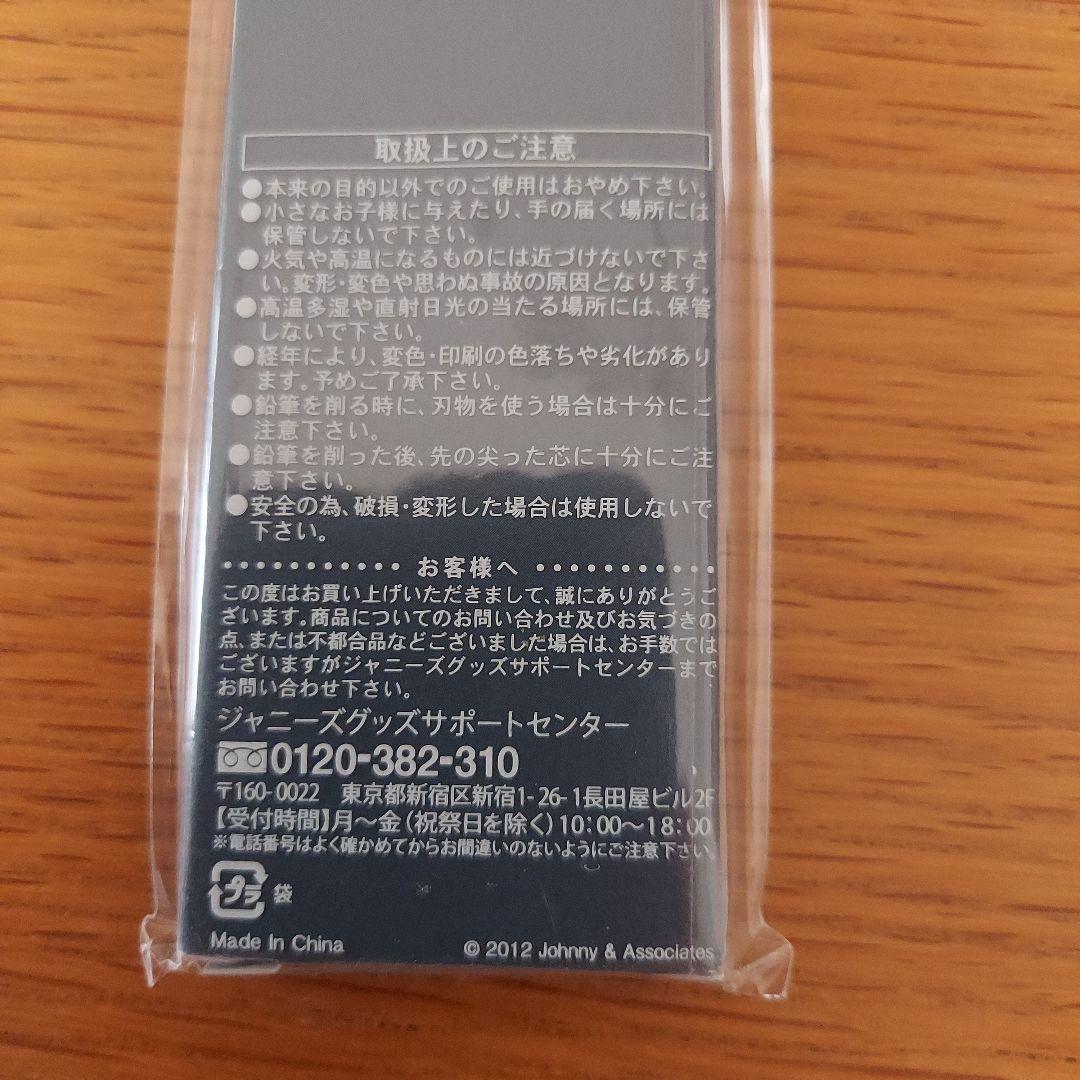 取扱上のご注意
●本来の目的以外でのご使用はおやめ下さい。
●小さなお子様に与えたり、手の届く場所には
保管しないで下さい。
●火気や高温になるものには近づけないで下さ
い。変形・変色や思わぬ事故の原因となります。
●高温多湿や直射日光の当たる場所には、保管
しないで下さい。
●経年により、変色・印刷の色落ちや劣化があり
ます。予めご了承下さい。
●鉛筆を削る時に、刃物を使う場合は十分にご
注意下さい。
●鉛筆を削った後、先の尖った芯に十分にご注
意下さい。
●安全の為、破損・変形した場合は使用しないで
下さい。
・・・・・・・・・・・ お客様へ ・・・・・・・・・・・
この度はお買い上げいただきまして、誠にありがとうご
ざいます。商品についてのお問い合わせ及びお気づきの
点、または不都合品などございました場合は、お手数では
ございますがジャニーズグッズサポートセンターまで
お問い合わせ下さい。
ジャニーズグッズサポートセンター
0120-382-310
〒160-0022 東京都新宿区新宿1-26-1長田屋ビル2F
【受付時間】月〜金（祝祭日を除く）10:00〜18:00
※電話番号はよく確かめてからお間違いのないようにご注意下さい。
プラ 袋
Made In China © 2012 Johnny & Associates